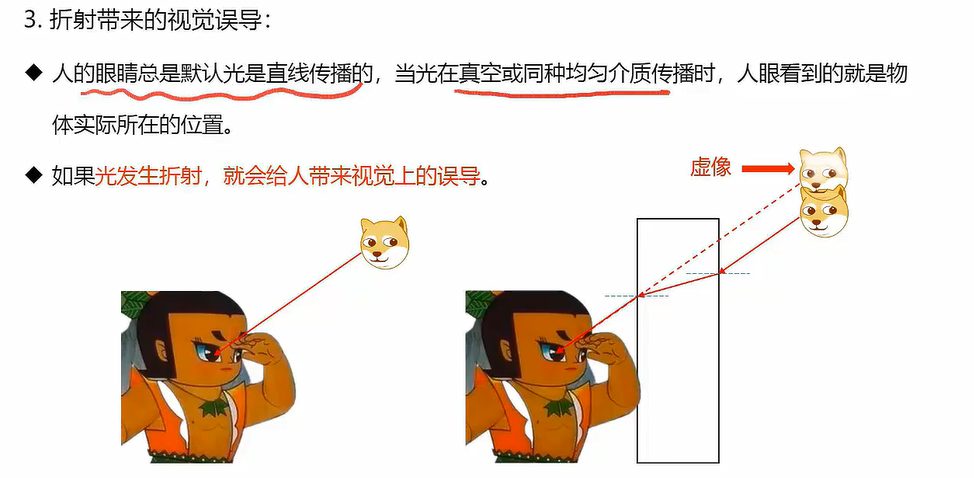 3. 折射带来的视觉误导：
◆ 人的眼睛总是默认光是直线传播的，当光在真空或同种均匀介质传播时，人眼看到的就是物
体实际所在的位置。
◆ 如果光发生折射，就会给人带来视觉上的误导。
虚像